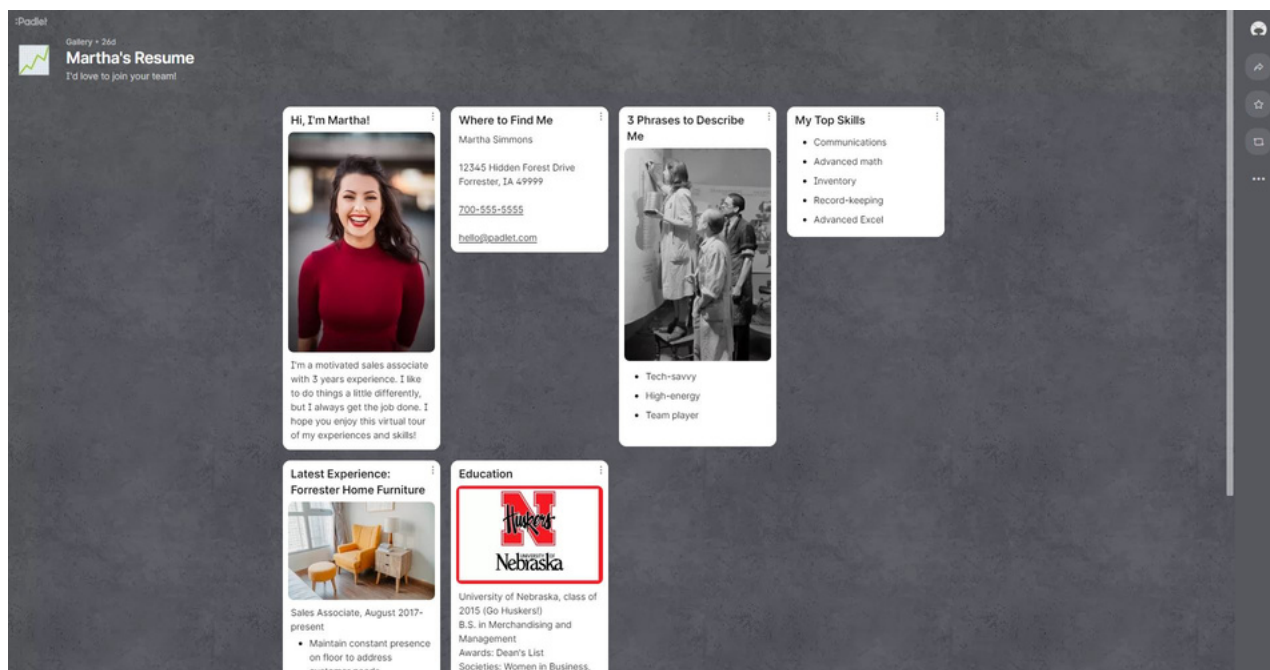 :Padlet
Gallery • 26d
Martha's Resume
I'd love to join your team!
Hi, I'm Martha!
I'm a motivated sales associate
with 3 years experience. I like
to do things a little differently,
but I always get the job done. I
hope you enjoy this virtual tour
of my experiences and skills!
Where to Find Me
Martha Simmons
12345 Hidden Forest Drive
Forrester, IA 49999
700-555-5555
hello@padlet.com
3 Phrases to Describe
Me
• Tech-savvy
• High-energy
• Team player
My Top Skills
• Communications
• Advanced math
• Inventory
• Record-keeping
• Advanced Excel
Latest Experience:
Forrester Home Furniture
Sales Associate, August 2017-
present
• Maintain constant presence
on floor to address
customer needs
Education
N
Huskers
UNIVERSITY OF
Nebraska
University of Nebraska, class of
2015 (Go Huskers!)
B.S. in Merchandising and
Management
Awards: Dean's List
Societies: Women in Business,